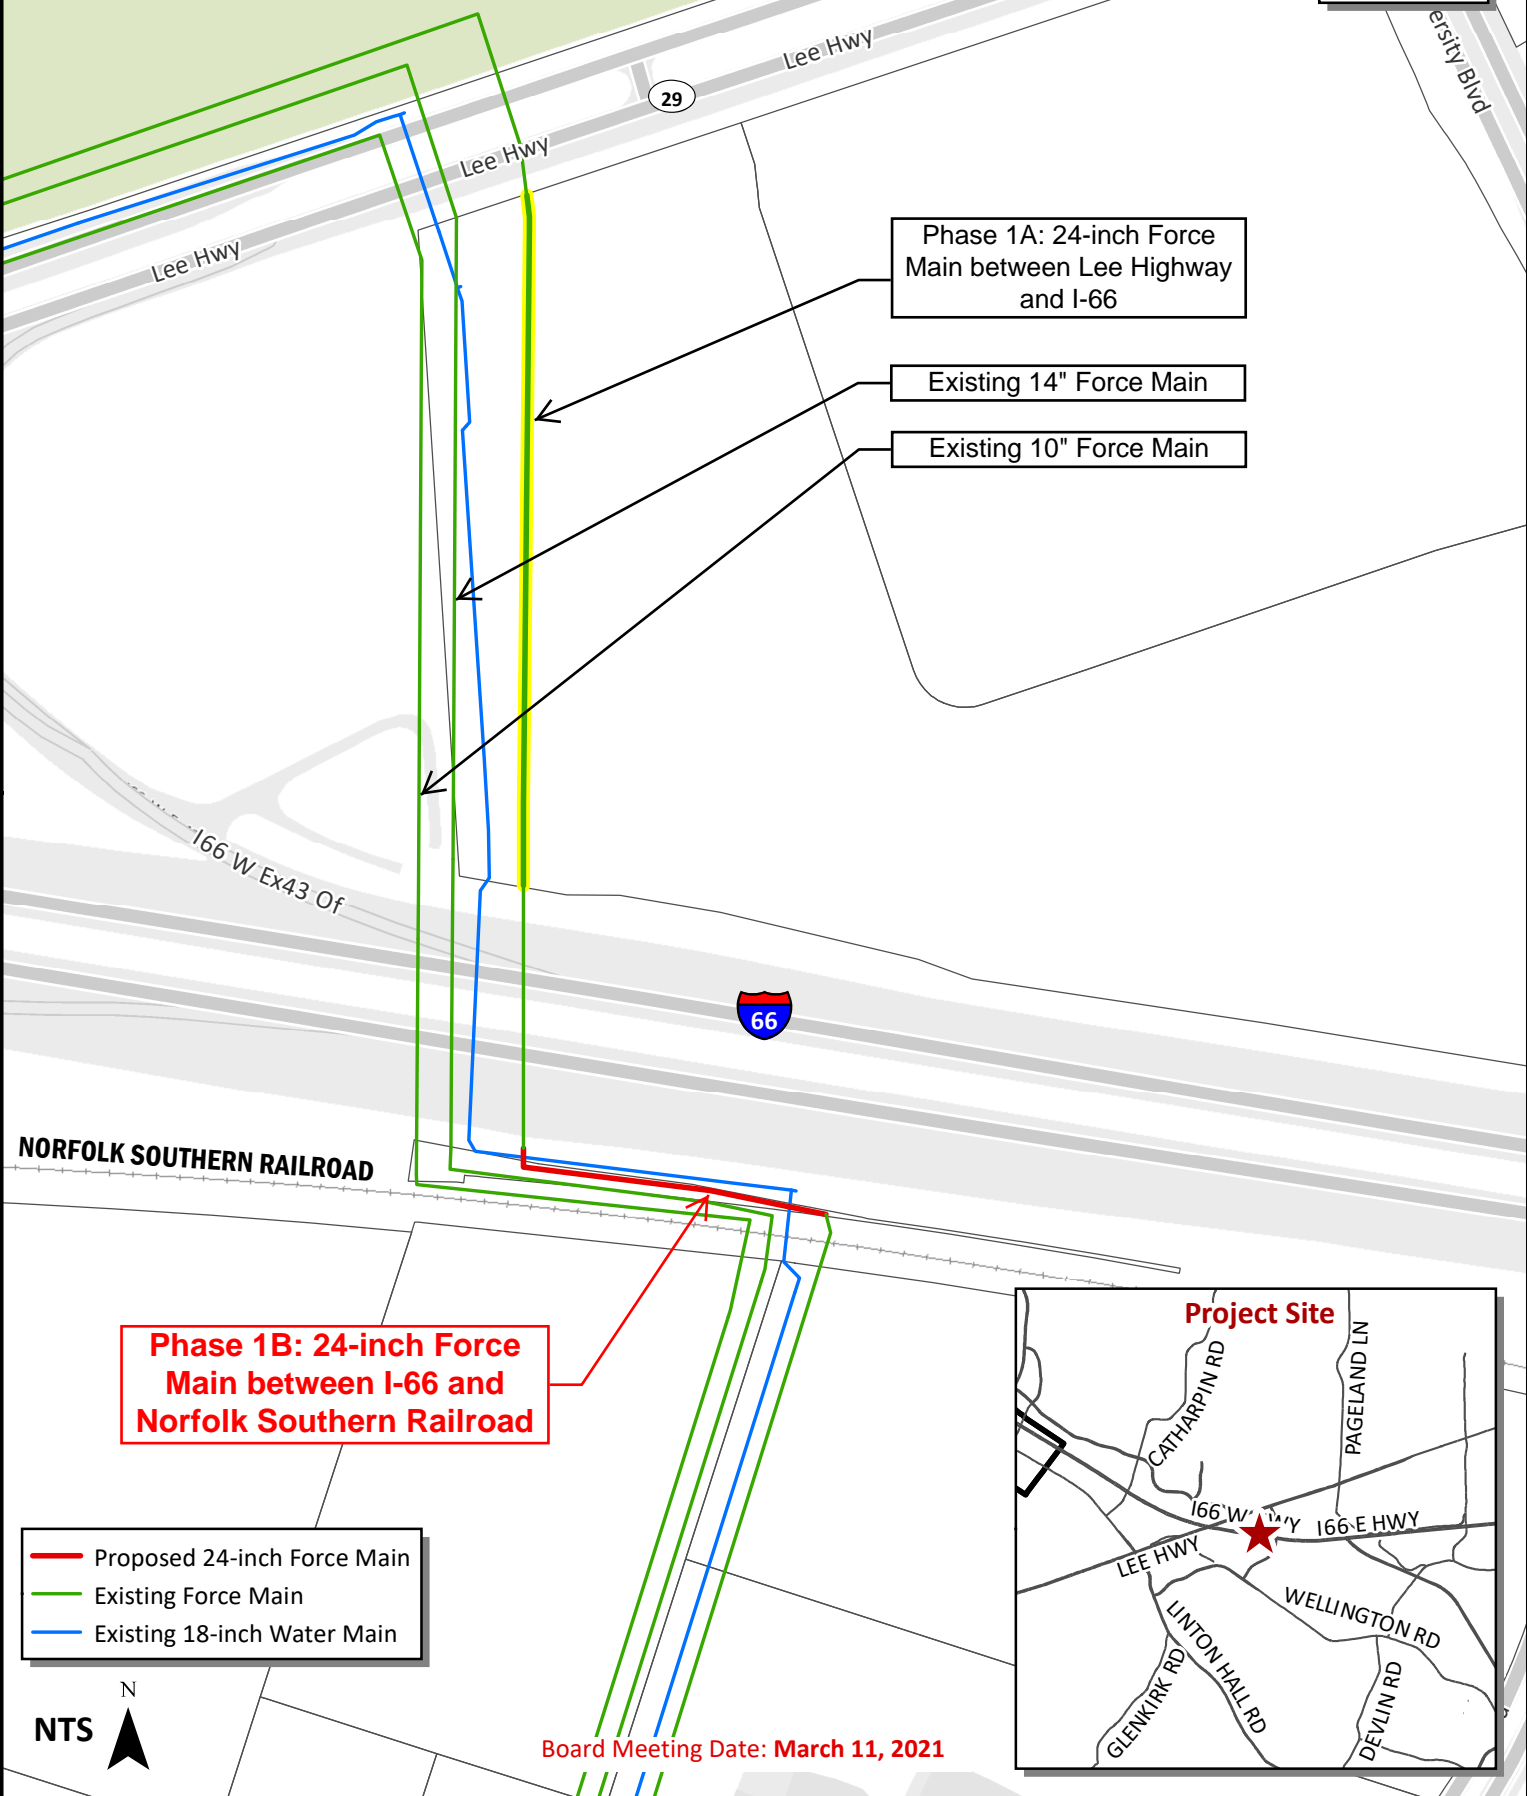 ersity Blvd
Lee Hwy
29
Lee Hwy
Lee Hwy
Phase 1A: 24-inch Force
Main between Lee Highway
and I-66
Existing 14" Force Main
Existing 10" Force Main
I66 W Ex43 Of
66
NORFOLK SOUTHERN RAILROAD
Phase 1B: 24-inch Force
Main between I-66 and
Norfolk Southern Railroad
Project Site
CATHARPIN RD
PAGELAND LN
I66 W HWY
I66 E HWY
LEE HWY
WELLINGTON RD
LINTON HALL RD
GLENKIRK RD
DEVLIN RD
Proposed 24-inch Force Main
Existing Force Main
Existing 18-inch Water Main
N
NTS
Board Meeting Date: March 11, 2021